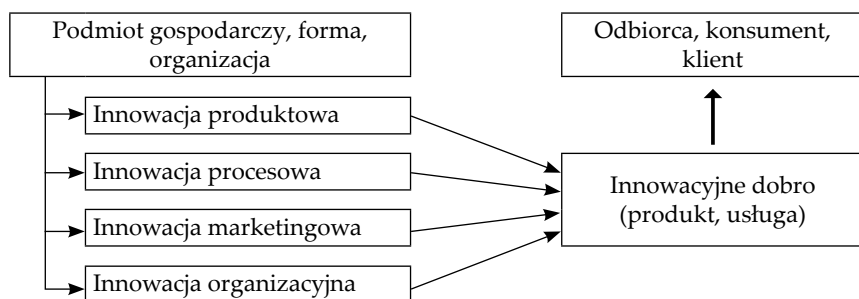 Podmiot gospodarczy, forma,
organizacja
Odbiorca, konsument,
klient
Innowacja produktowa
Innowacja procesowa
Innowacja marketingowa
Innowacja organizacyjna
Innowacyjne dobro
(produkt, usługa)